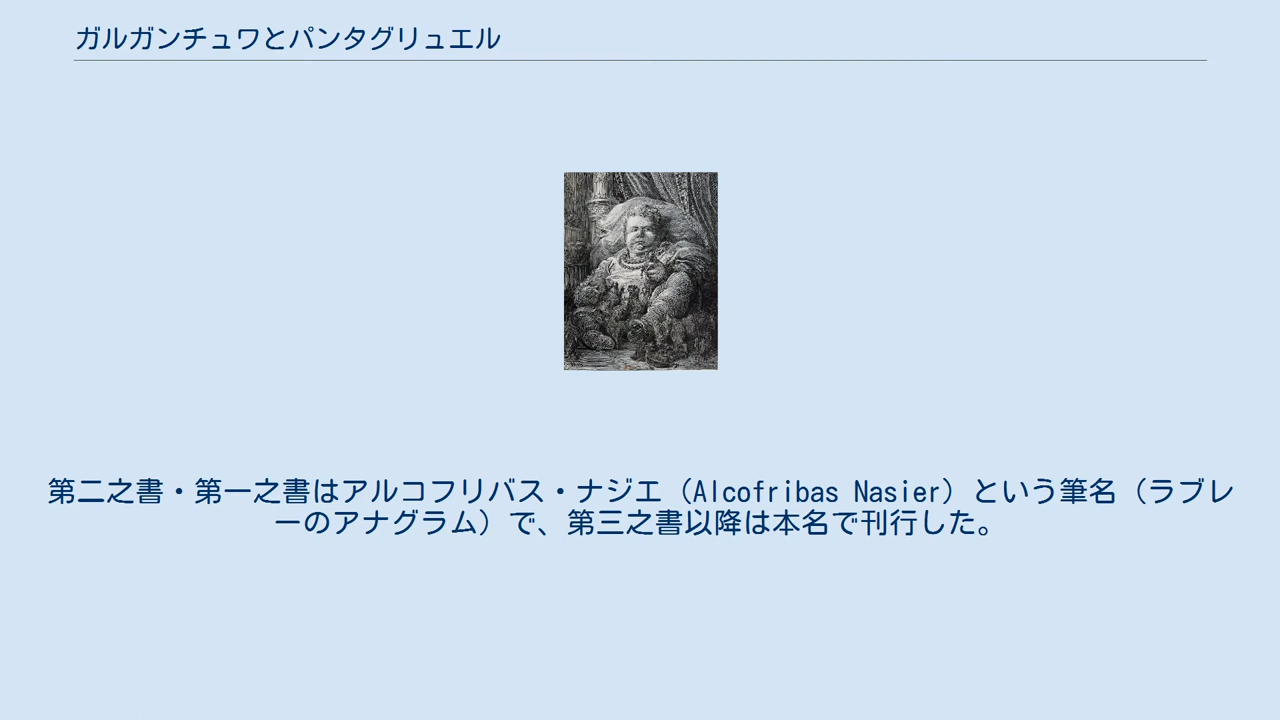 ガルガンチュワとパンタグリュエル
第二之書・第一之書はアルコフリバス・ナジエ（Alcofribas Nasier）という筆名（ラブレ
ーのアナグラム）で、第三之書以降は本名で刊行した。